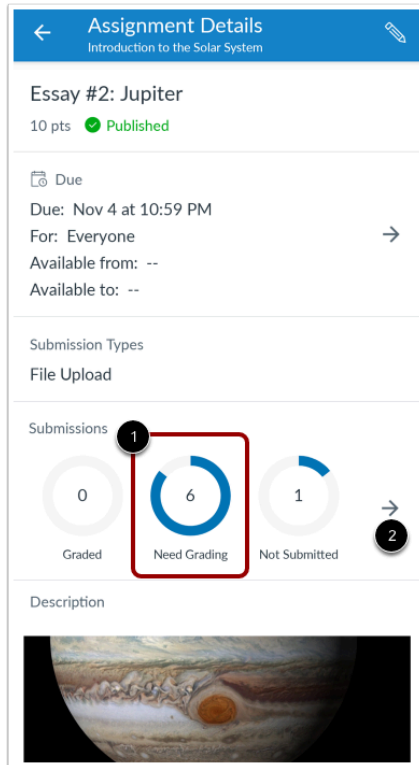 Assignment Details
Introduction to the Solar System
Essay #2: Jupiter
10 pts Published
Due
Due: Nov 4 at 10:59 PM
For: Everyone
Available from: --
Available to: --
Submission Types
File Upload
Submissions
1
0
6
1
2
Graded
Need Grading
Not Submitted
Description